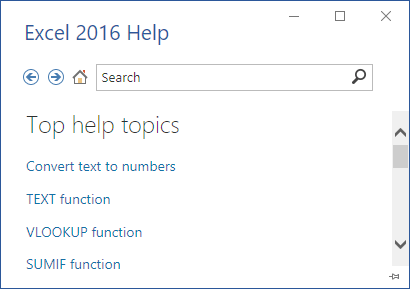 Excel 2016 Help
Search
Top help topics
Convert text to numbers
TEXT function
VLOOKUP function
SUMIF function